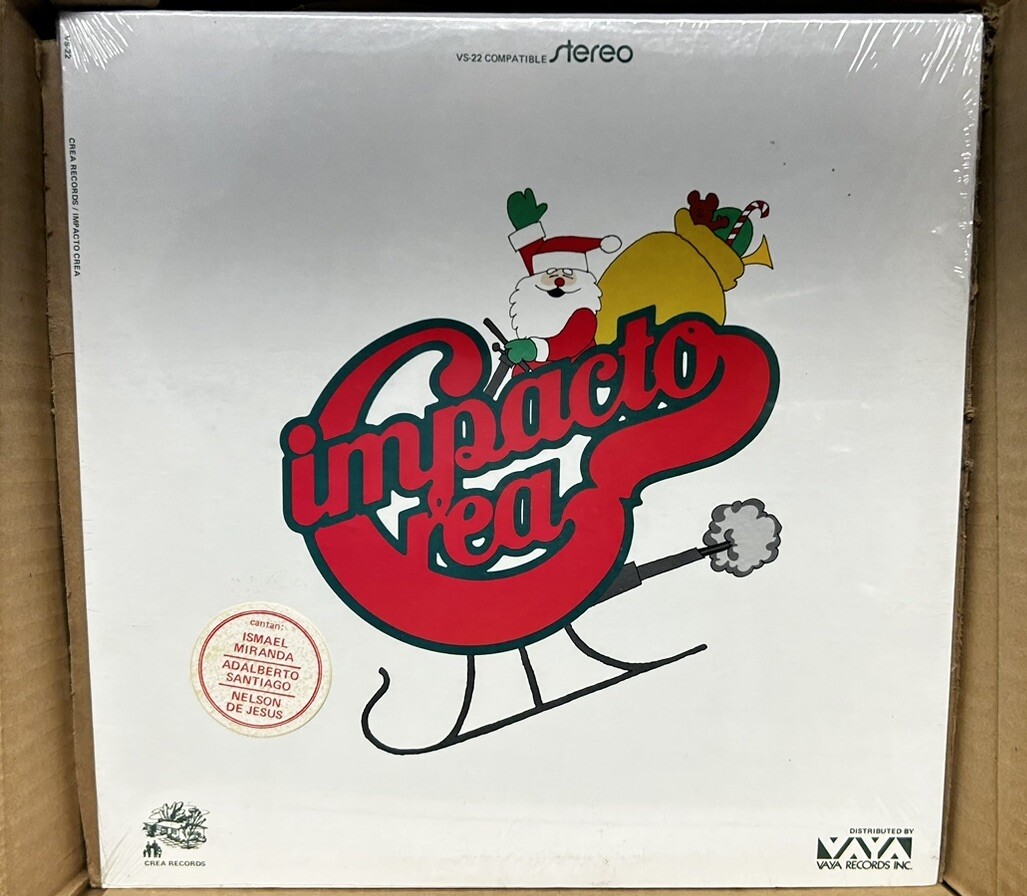 VS-22 COMPATIBLE stereo
VS-22
CREA RECORDS / IMPACTO CREA
impacto
Crea
cantan:
ISMAEL
MIRANDA
ADALBERTO
SANTIAGO
NELSON
DE JESUS
CREA RECORDS
DISTRIBUTED BY
VAYA
VAYA RECORDS INC.